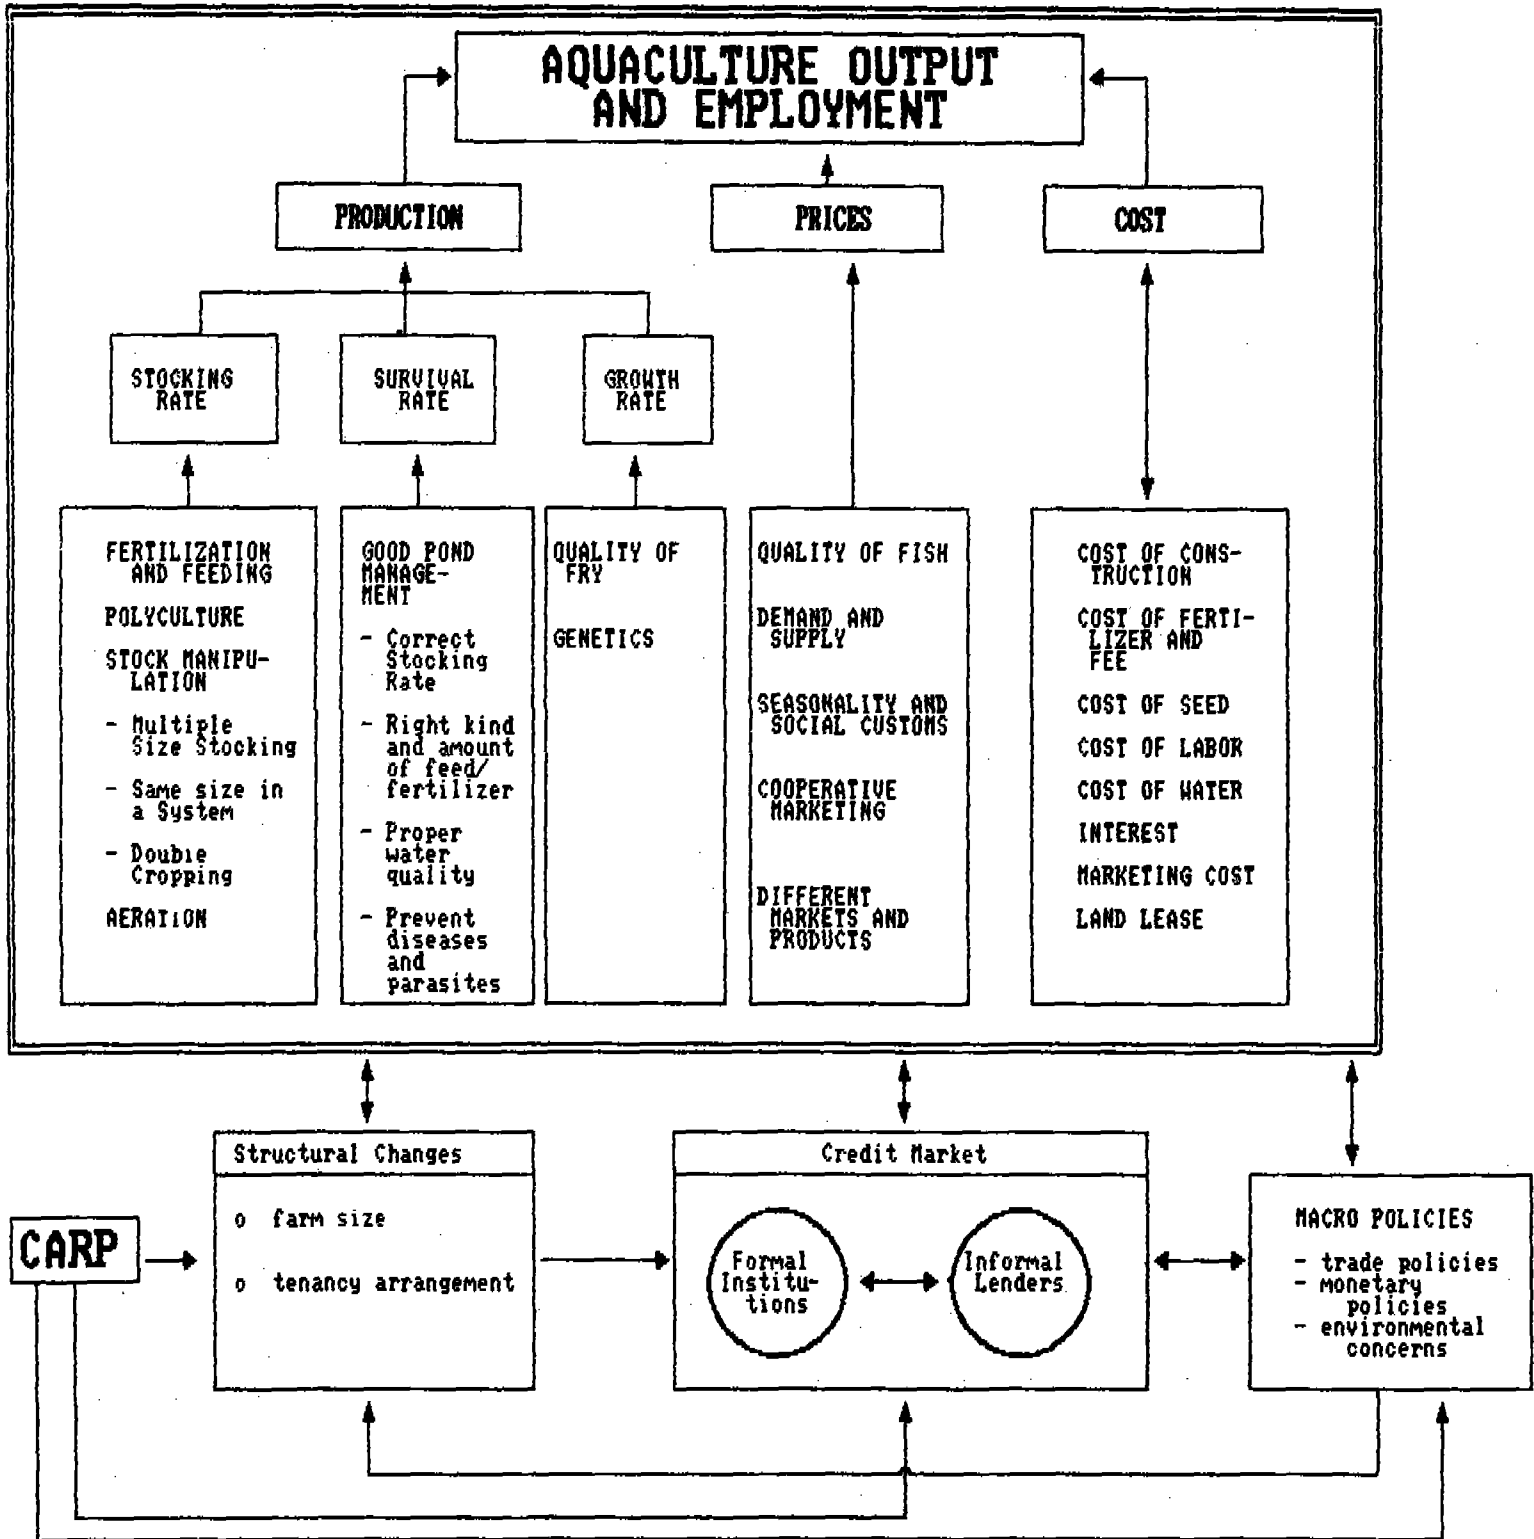 AQUACULTURE OUTPUT
AND EMPLOYMENT
PRODUCTION
PRICES
COST
STOCKING
RATE
SURVIVAL
RATE
GROWTH
RATE
FERTILIZATION
AND FEEDING
POLYCULTURE
STOCK MANIPU-
LATION
- Multiple
Size Stocking
- Same size in
a System
- Double
Cropping
AERATION
GOOD POND
MANAGE-
MENT
- Correct
Stocking
Rate
- Right kind
and amount
of feed/
fertilizer
- Proper
water
quality
- Prevent
diseases
and
parasites
QUALITY OF
FRY
GENETICS
QUALITY OF FISH
DEMAND AND
SUPPLY
SEASONALITY AND
SOCIAL CUSTOMS
COOPERATIVE
MARKETING
DIFFERENT
MARKETS AND
PRODUCTS
COST OF CONS-
TRUCTION
COST OF FERTI-
LIZER AND
FEE
COST OF SEED
COST OF LABOR
COST OF WATER
INTEREST
MARKETING COST
LAND LEASE
CARP
Structural Changes
o farm size
o tenancy arrangement
Credit Market
Formal
Institu-
tions
Informal
Lenders
MACRO POLICIES
- trade policies
- monetary
policies
- environmental
concerns